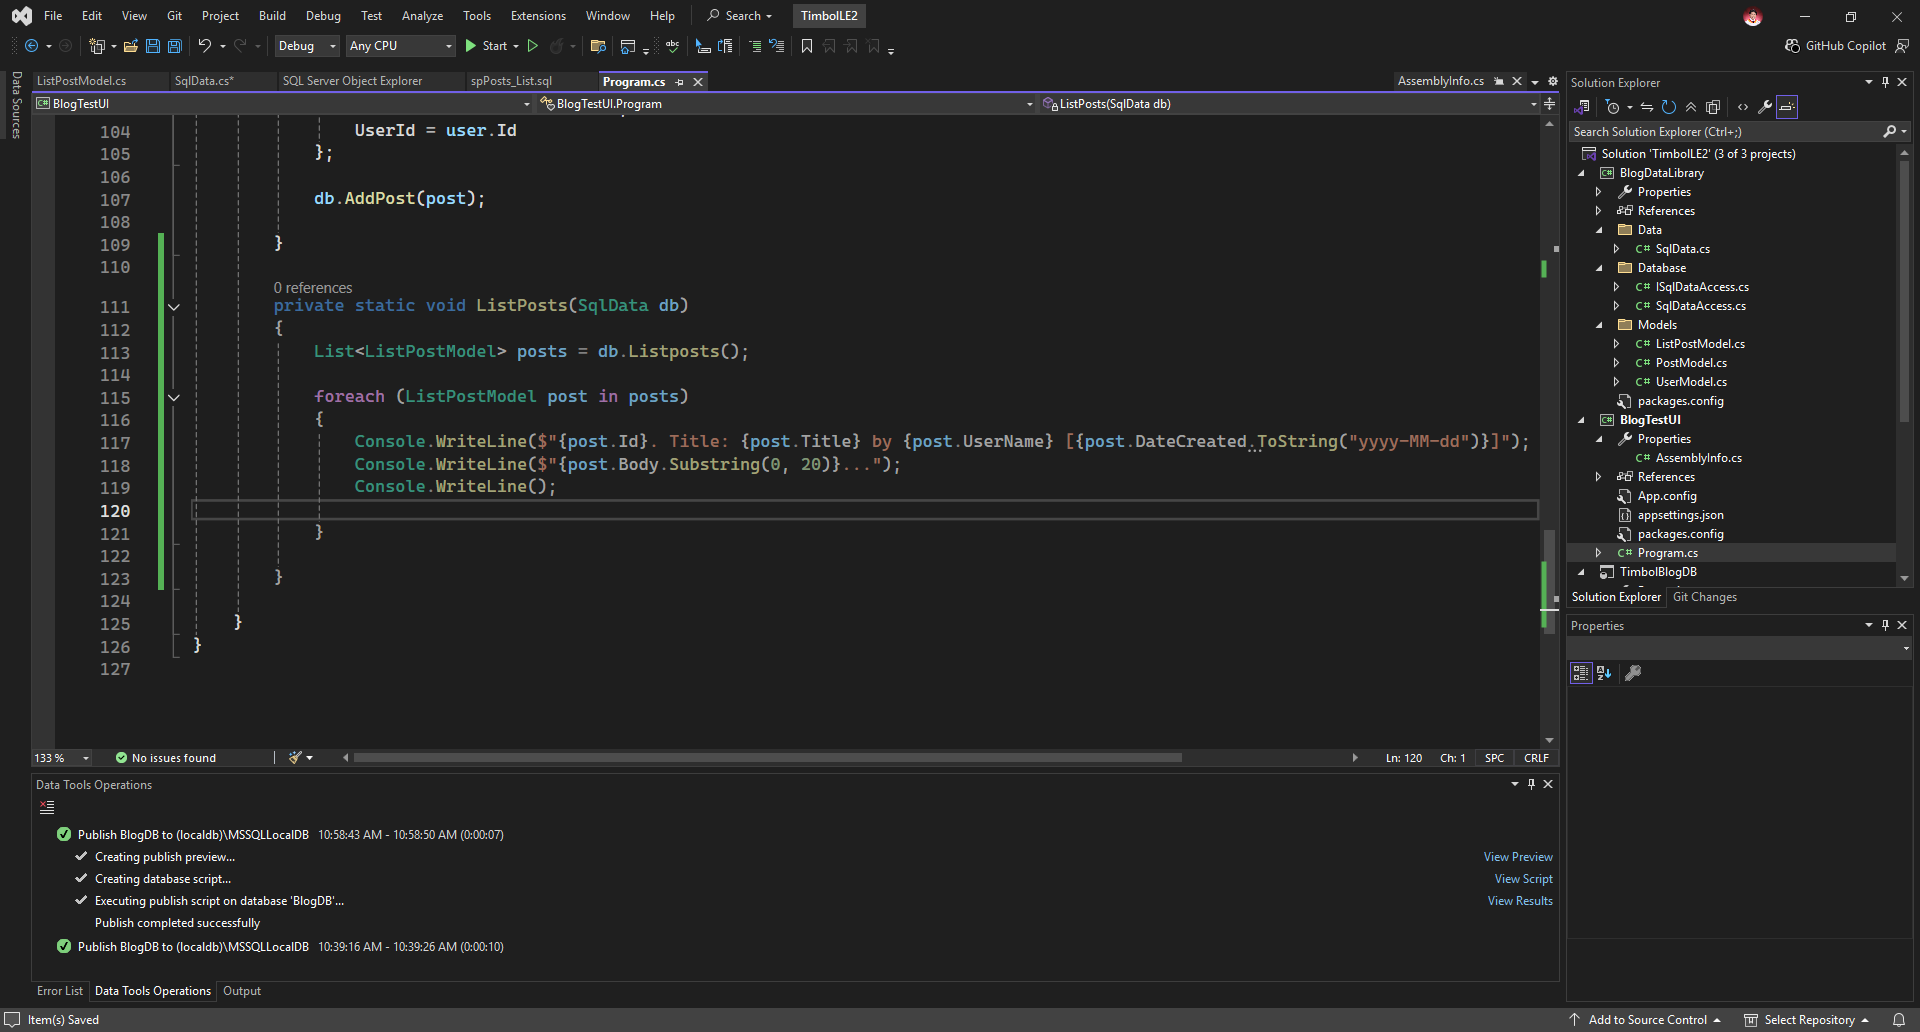 File Edit View Git Project Build Debug Test Analyze Tools Extensions Window Help Search TimbolLE2
Debug Any CPU Start GitHub Copilot
Data Sources
ListPostModel.cs SqlData.cs* SQL Server Object Explorer spPosts_List.sql Program.cs AssemblyInfo.cs
BlogTestUI BlogTestUI.Program ListPosts(SqlData db)
104 UserId = user.Id
105 };
106
107 db.AddPost(post);
108
109 }
110
0 references
111 private static void ListPosts(SqlData db)
112 {
113 List<ListPostModel> posts = db.Listposts();
114
115 foreach (ListPostModel post in posts)
116 {
117 Console.WriteLine($"{post.Id}. Title: {post.Title} by {post.UserName} [{post.DateCreated.ToString("yyyy-MM-dd")}]");
118 Console.WriteLine($"{post.Body.Substring(0, 20)}...");
119 Console.WriteLine();
120
121 }
122
123 }
124
125 }
126 }
127
133 % No issues found Ln: 120 Ch: 1 SPC CRLF
Data Tools Operations
Publish BlogDB to (localdb)\MSSQLLocalDB 10:58:43 AM - 10:58:50 AM (0:00:07)
Creating publish preview... View Preview
Creating database script... View Script
Executing publish script on database 'BlogDB'... View Results
Publish completed successfully
Publish BlogDB to (localdb)\MSSQLLocalDB 10:39:16 AM - 10:39:26 AM (0:00:10)
Error List Data Tools Operations Output
Solution Explorer
Search Solution Explorer (Ctrl+;)
Solution 'TimbolLE2' (3 of 3 projects)
BlogDataLibrary
Properties
References
Data
C# SqlData.cs
Database
C# ISqlDataAccess.cs
C# SqlDataAccess.cs
Models
C# ListPostModel.cs
C# PostModel.cs
C# UserModel.cs
packages.config
BlogTestUI
Properties
C# AssemblyInfo.cs
References
App.config
appsettings.json
packages.config
C# Program.cs
TimbolBlogDB
Solution Explorer Git Changes
Properties
Item(s) Saved Add to Source Control Select Repository